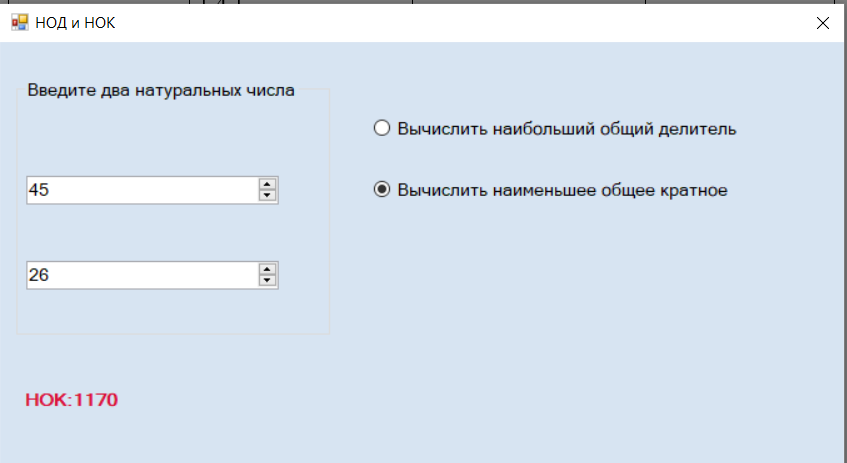 НОД и НОК
Введите два натуральных числа
45
26
Вычислить наибольший общий делитель
Вычислить наименьшее общее кратное
НОК:1170